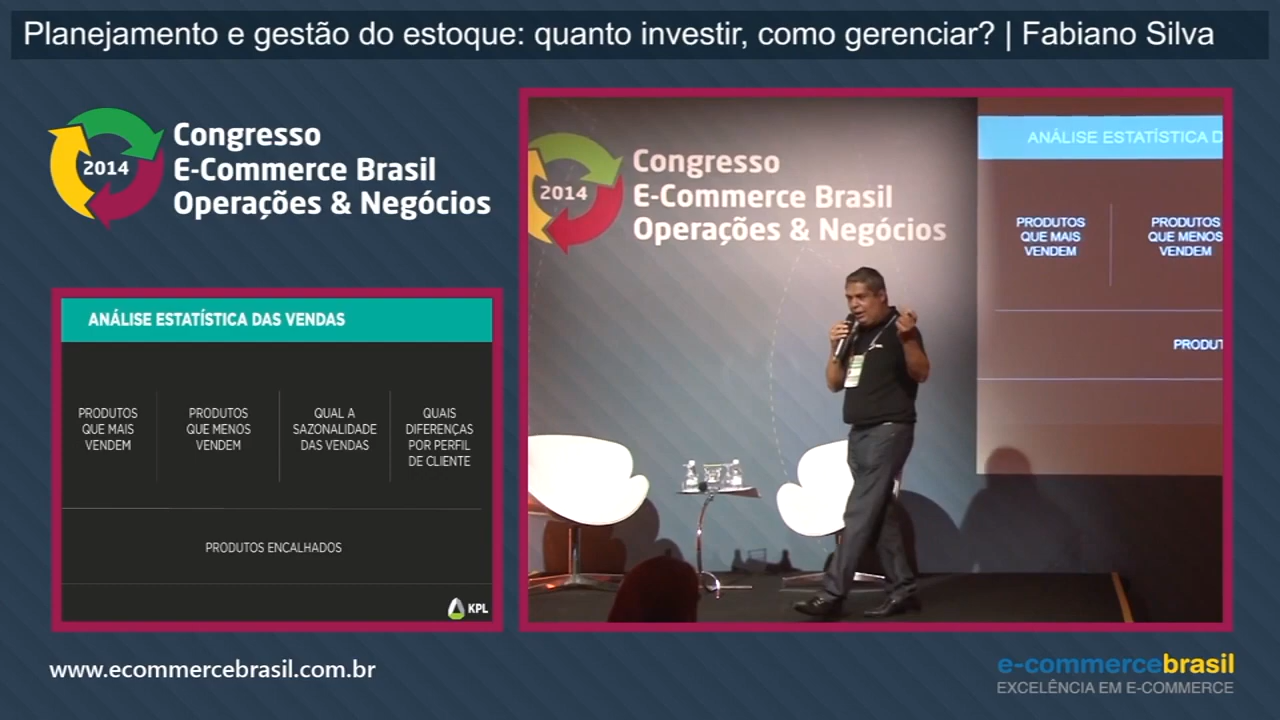 Planejamento e gestão do estoque: quanto investir, como gerenciar? | Fabiano Silva
2014
Congresso
E-Commerce Brasil
Operações & Negócios
ANÁLISE ESTATÍSTICA DAS VENDAS
PRODUTOS
QUE MAIS
VENDEM
PRODUTOS
QUE MENOS
VENDEM
QUAL A
SAZONALIDADE
DAS VENDAS
QUAIS
DIFERENÇAS
POR PERFIL
DE CLIENTE
PRODUTOS ENCALHADOS
KPL
2014
Congresso
E-Commerce Brasil
Operações & Negócios
ANÁLISE ESTATÍSTICA D
PRODUTOS
QUE MAIS
VENDEM
PRODUTOS
QUE MENOS
VENDEM
PRODUT
www.ecommercebrasil.com.br
e-commercebrasil
EXCELÊNCIA EM E-COMMERCE